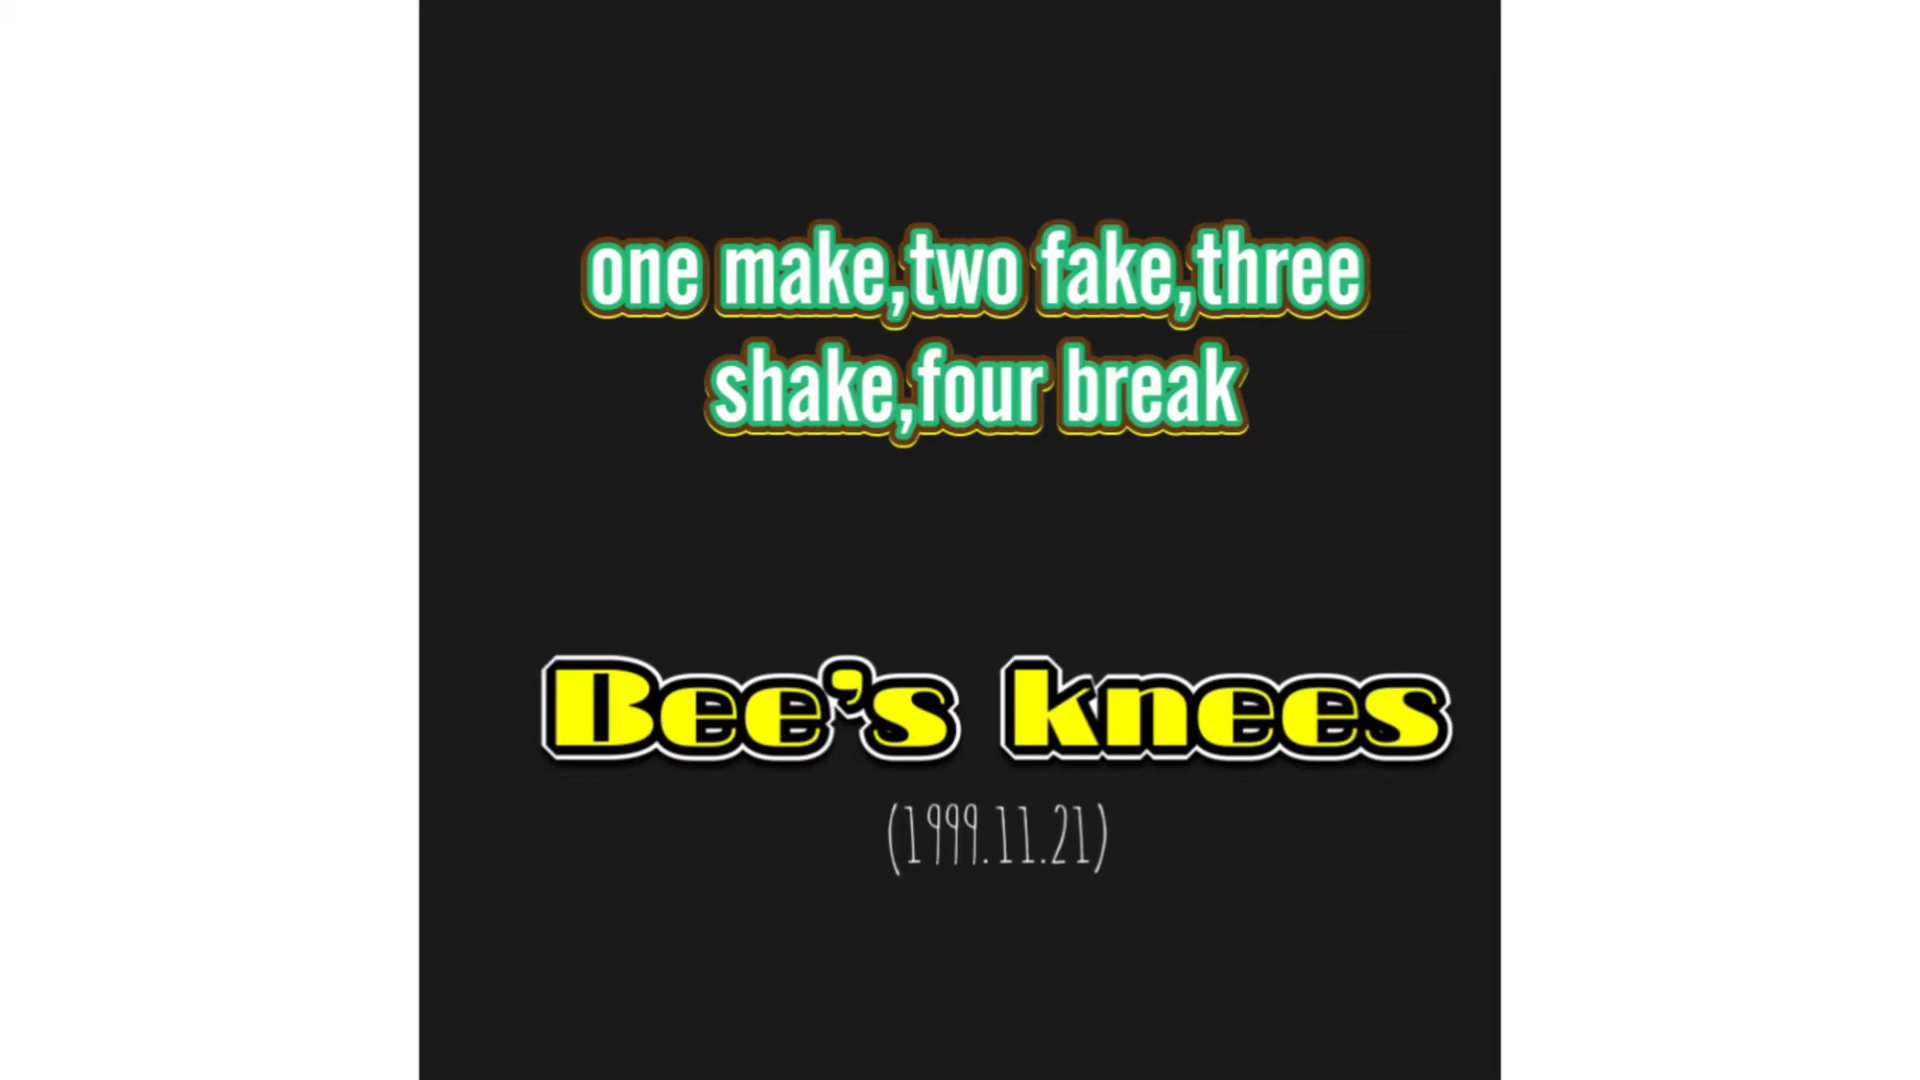 one make,two fake,three
shake,four break
Bee's knees
(1999.11.21)